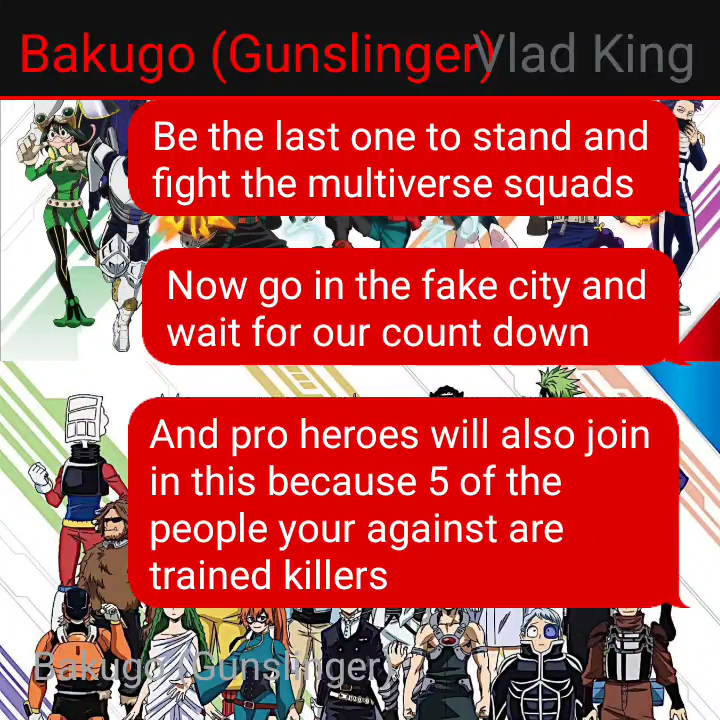 Bakugo (Gunslinger) Vlad King
Be the last one to stand and
fight the multiverse squads
Now go in the fake city and
wait for our count down
And pro heroes will also join
in this because 5 of the
people your against are
trained killers
Bakugo (Gunslinger)